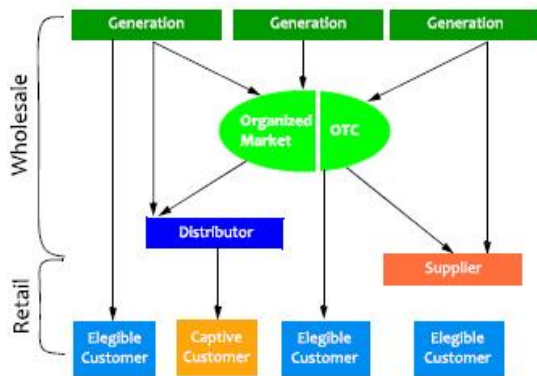 Generation
Generation
Generation
Wholesale
Organized
Market
OTC
Distributor
Supplier
Retail
Elegible
Customer
Captive
Customer
Elegible
Customer
Elegible
Customer